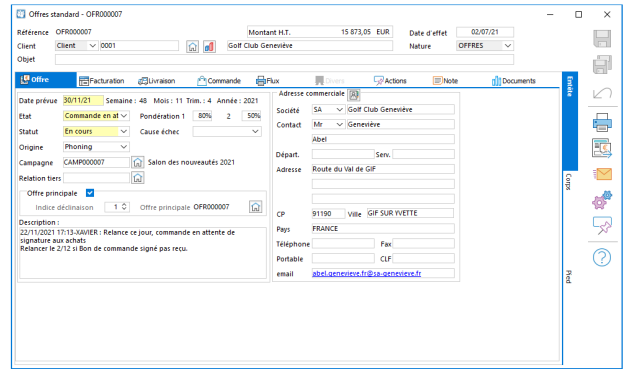 Offres standard - OFR000007
Référence OFR000007 Montant H.T. 15 873,05 EUR Date d'effet 02/07/21
Client Client 0001 Golf Club Geneviève Nature OFFRES
Objet
Offre Facturation Livraison Commande Flux Divers Actions Note Documents
Entête
Corps
Pied
Date prévue 30/11/21 Semaine : 48 Mois : 11 Trim. : 4 Année : 2021
Etat Commande en at Pondération 1 80% 2 50%
Statut En cours Cause échec
Origine Phoning
Campagne CAMP000007 Salon des nouveautés 2021
Relation tiers
Offre principale
Indice déclinaison 1 Offre principale OFR000007
Description :
22/11/2021 17:13-XAVIER : Relance ce jour, commande en attente de
signature aux achats
Relancer le 2/12 si Bon de commande signé pas reçu.
Adresse commerciale
Société SA Golf Club Geneviève
Contact Mr Geneviève
Abel
Départ. Serv.
Adresse Route du Val de GIF
CP 91190 Ville GIF SUR YVETTE
Pays FRANCE
Téléphone Fax
Portable CLF
email abel.genevieve.fr@sa-genevieve.fr